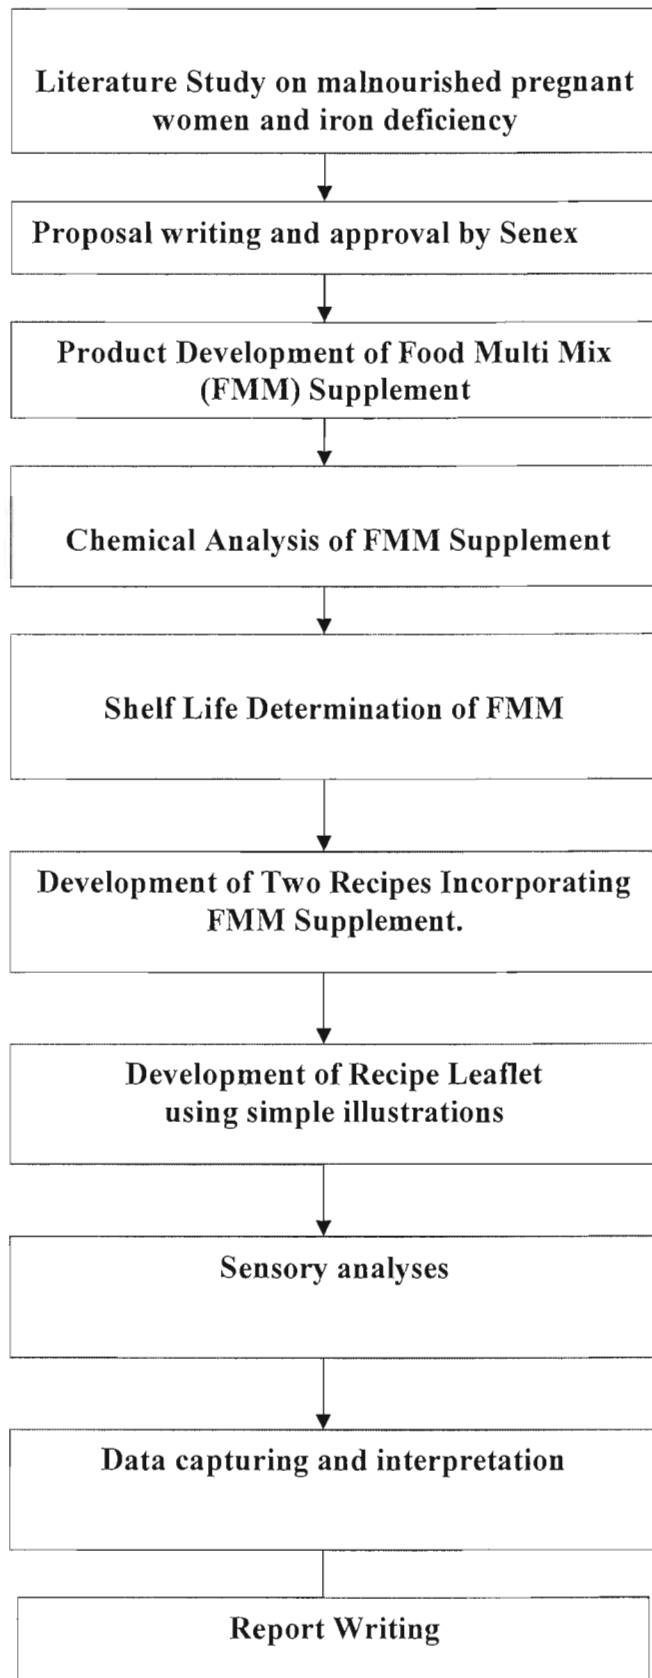 Literature Study on malnourished pregnant
women and iron deficiency
Proposal writing and approval by Senex
Product Development of Food Multi Mix
(FMM) Supplement
Chemical Analysis of FMM Supplement
Shelf Life Determination of FMM
Development of Two Recipes Incorporating
FMM Supplement.
Development of Recipe Leaflet
using simple illustrations
Sensory analyses
Data capturing and interpretation
Report Writing